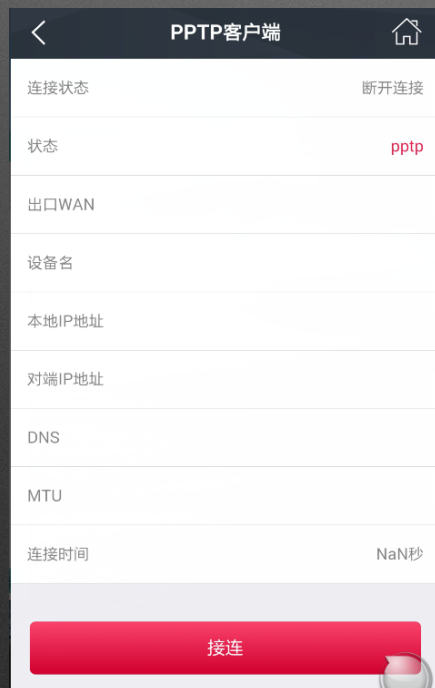 PPTP客户端
连接状态 断开连接
状态 pptp
出口WAN
设备名
本地IP地址
对端IP地址
DNS
MTU
连接时间 NaN秒
接连